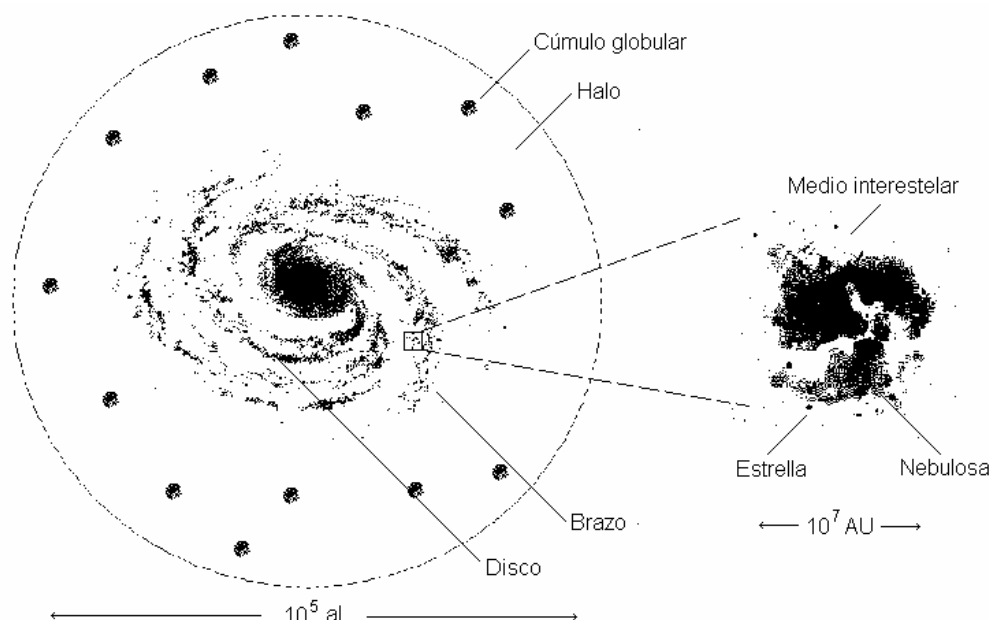 Cúmulo globular
Halo
Medio interestelar
Estrella
Nebulosa
10⁷ AU
Brazo
Disco
10⁵ al